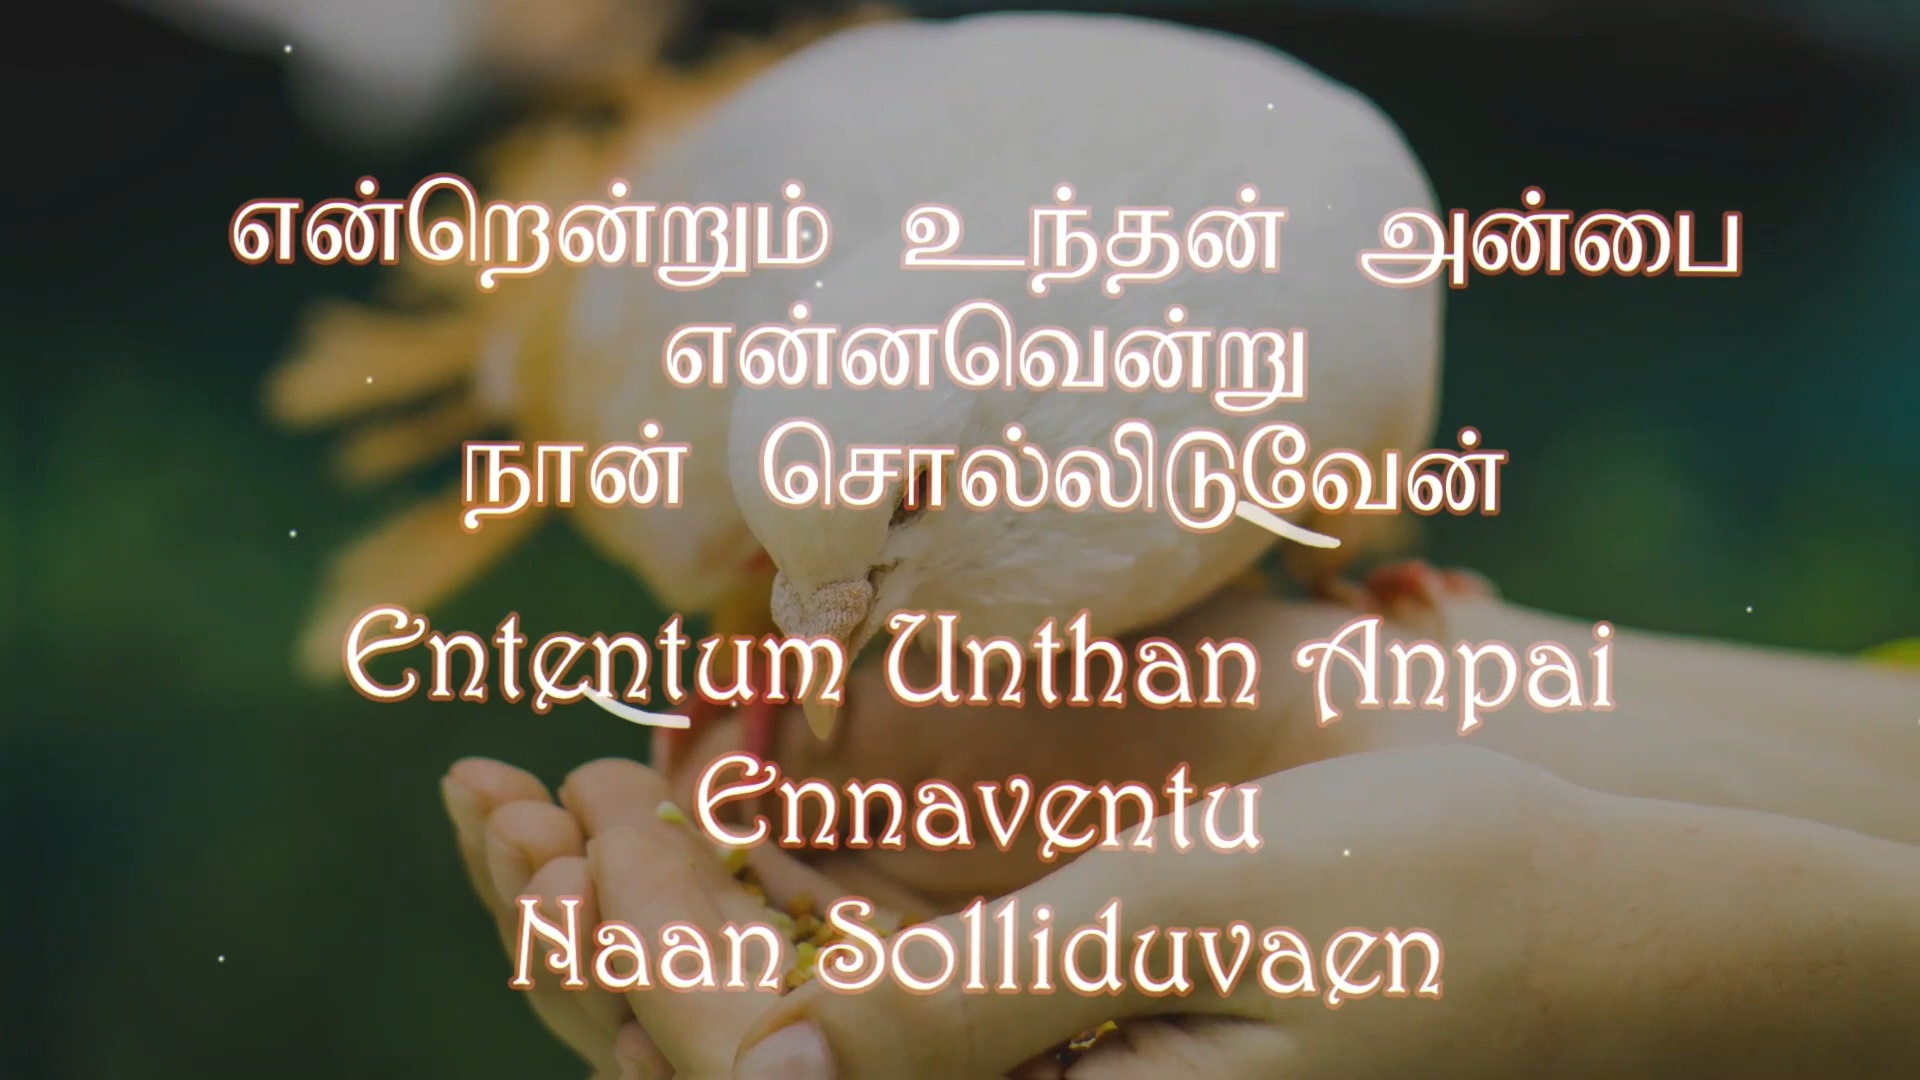 என்றென்றும் உந்தன் அன்பை
என்னவென்று
நான் சொல்லிடுவேன்
Ententum Unthan Anpai
Ennaventu
Naan Solliduvaen